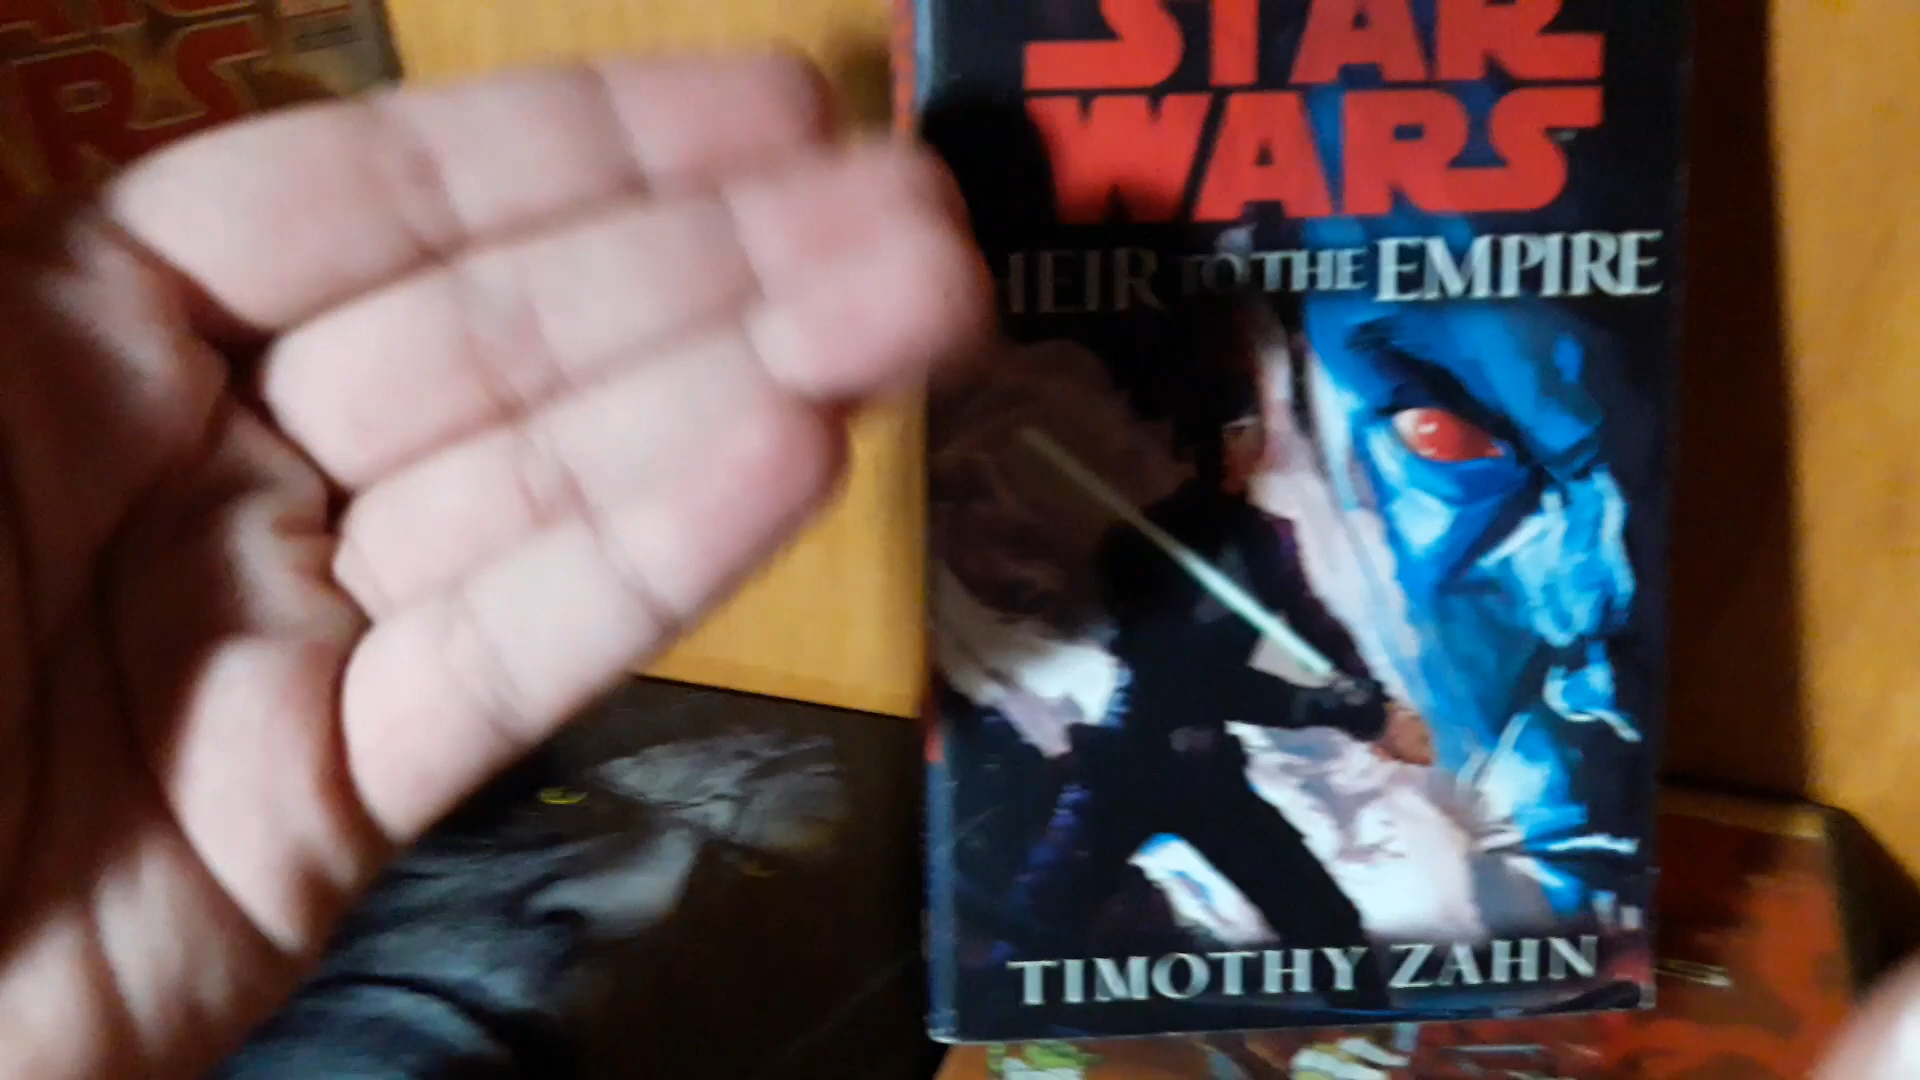 STAR
WARS
HEIR TO THE EMPIRE
TIMOTHY ZAHN